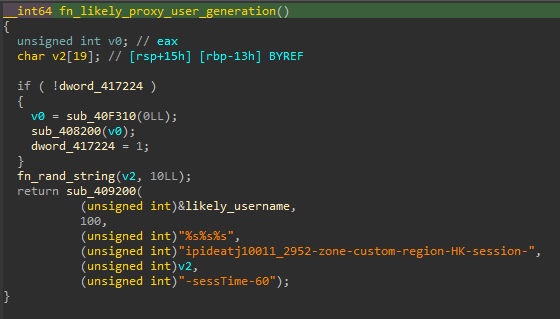 __int64 fn_likely_proxy_user_generation()
{
  unsigned int v0; // eax
  char v2[19]; // [rsp+15h] [rbp-13h] BYREF

  if ( !dword_417224 )
  {
    v0 = sub_40F310(0LL);
    sub_408200(v0);
    dword_417224 = 1;
  }
  fn_rand_string(v2, 10LL);
  return sub_409200(
           (unsigned int)&likely_username,
           100,
           (unsigned int)"%s%s%s",
           (unsigned int)"ipideatj10011_2952-zone-custom-region-HK-session-",
           (unsigned int)v2,
           (unsigned int)"-sessTime-60");
}